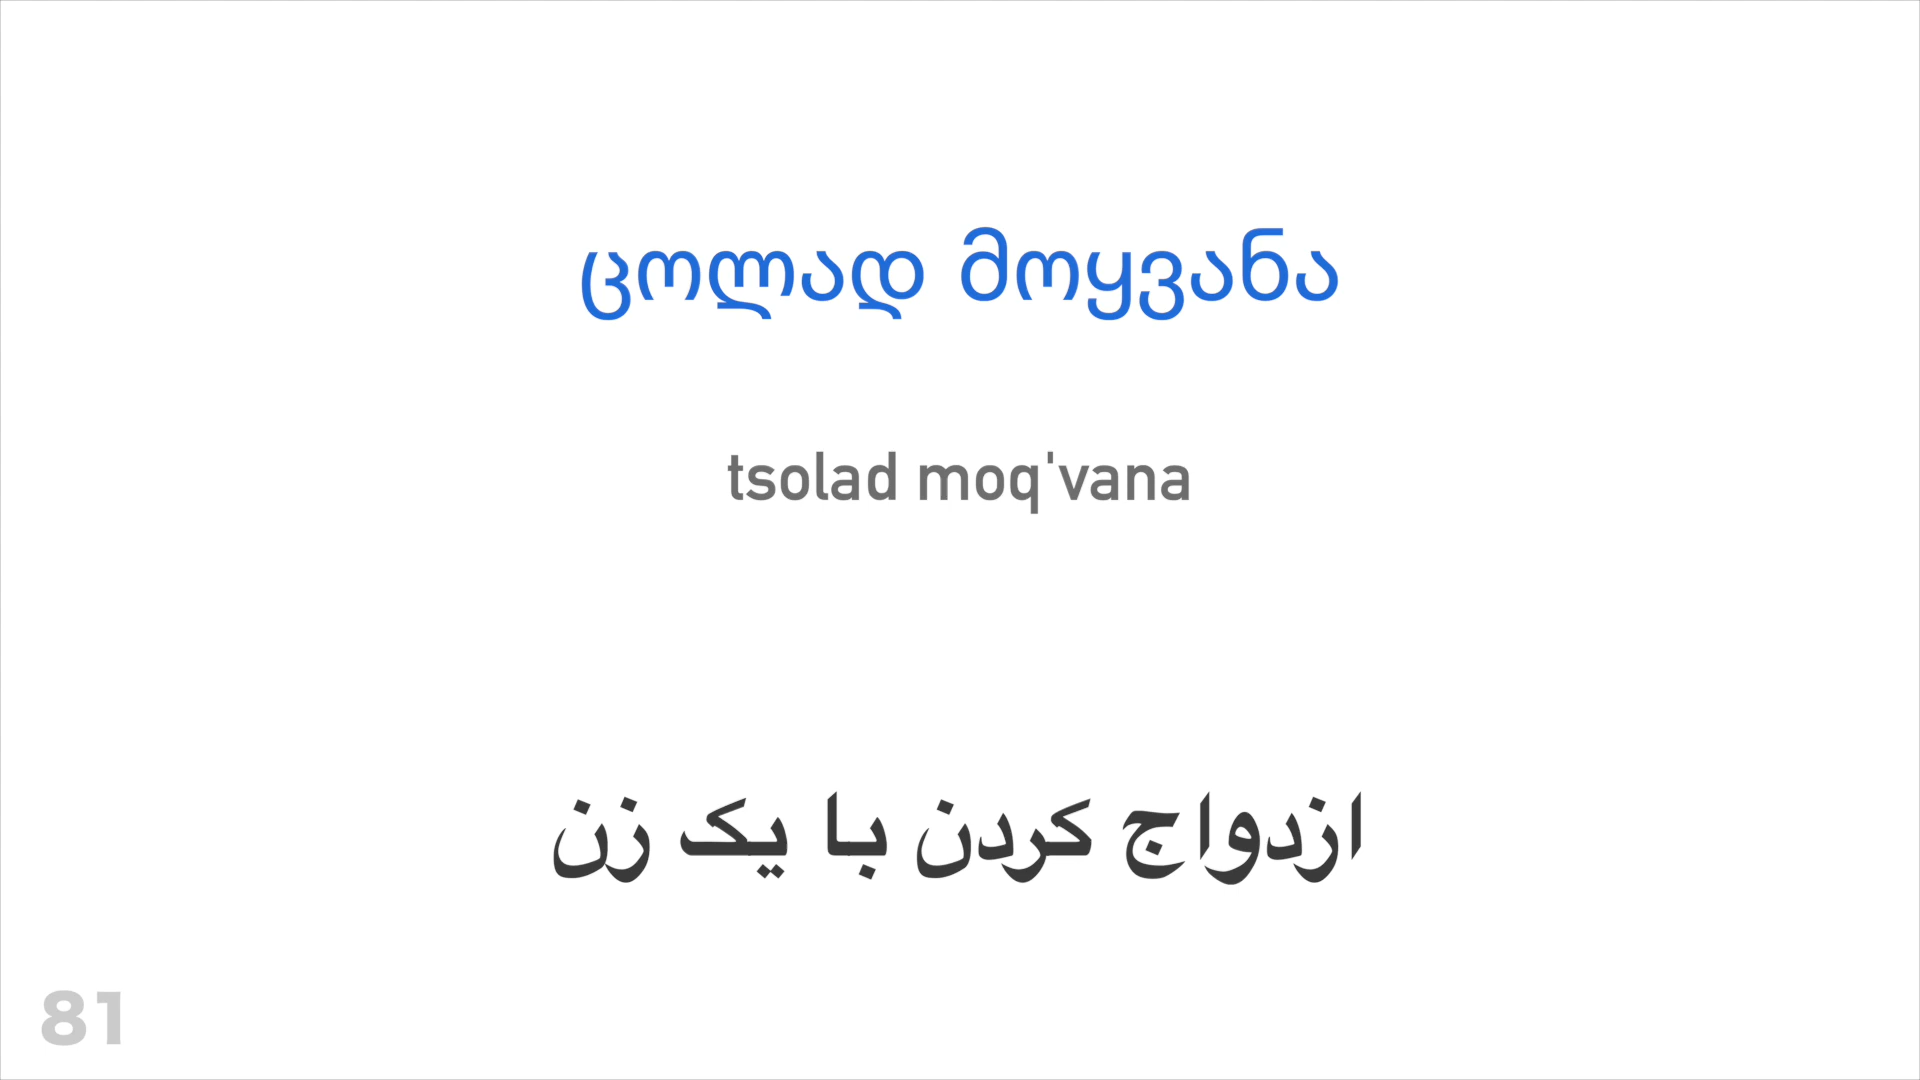 ცოლად მოყვანა
tsolad moq'vana
ازدواج کردن با یک زن
81